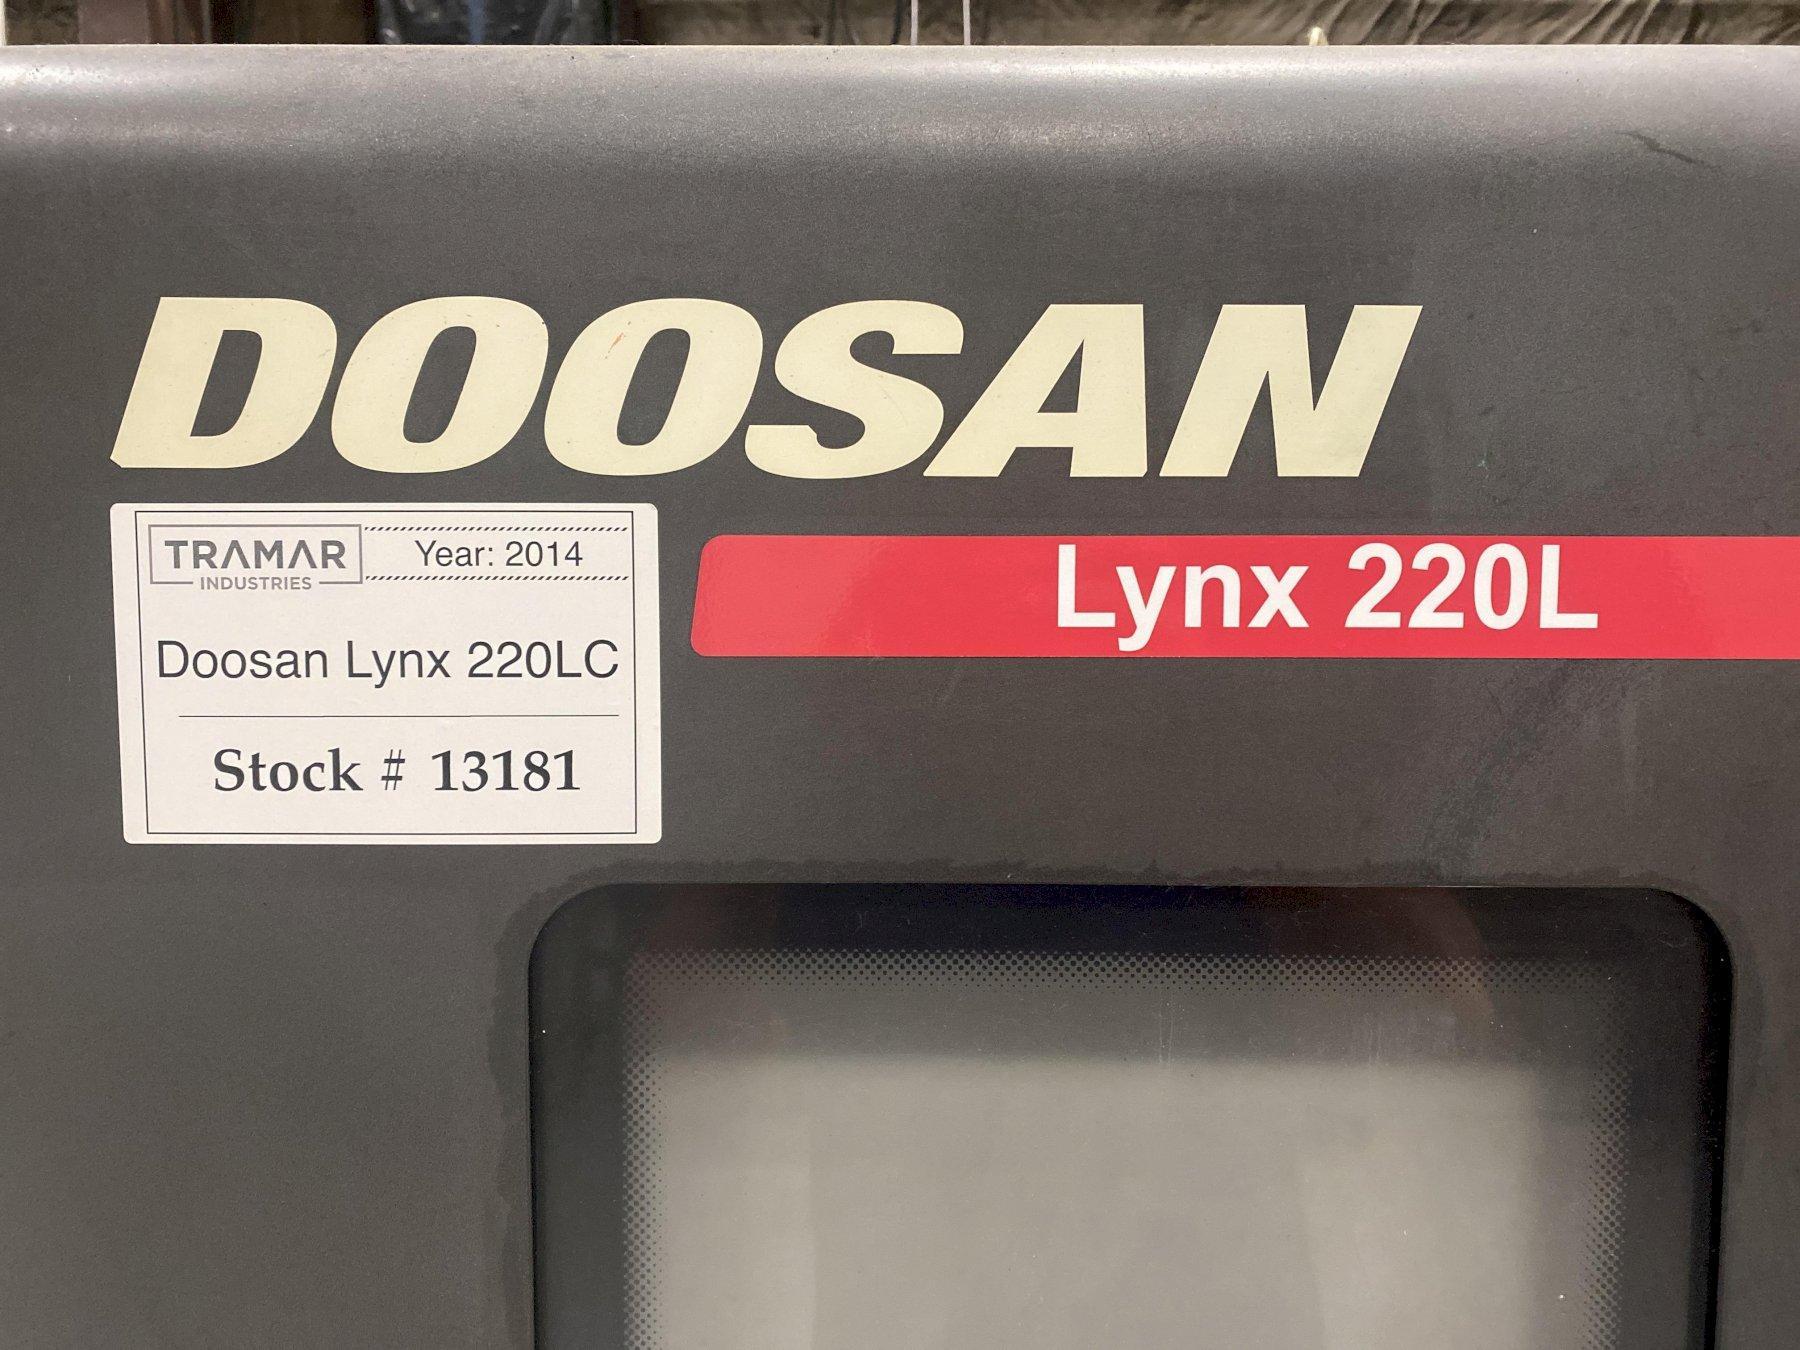 DOOSAN
Lynx 220L
TRAMAR
INDUSTRIES
Year: 2014
Doosan Lynx 220LC
Stock # 13181